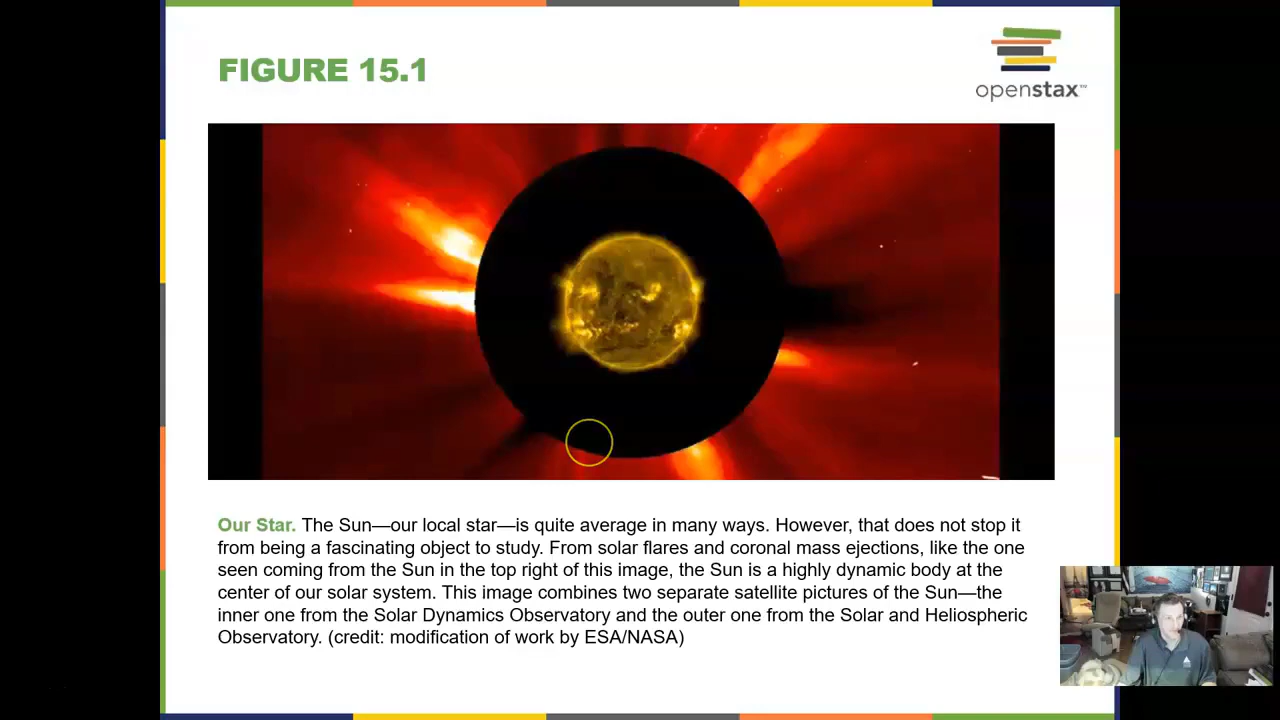 FIGURE 15.1
openstax™
Our Star. The Sun—our local star—is quite average in many ways. However, that does not stop it
from being a fascinating object to study. From solar flares and coronal mass ejections, like the one
seen coming from the Sun in the top right of this image, the Sun is a highly dynamic body at the
center of our solar system. This image combines two separate satellite pictures of the Sun—the
inner one from the Solar Dynamics Observatory and the outer one from the Solar and Heliospheric
Observatory. (credit: modification of work by ESA/NASA)